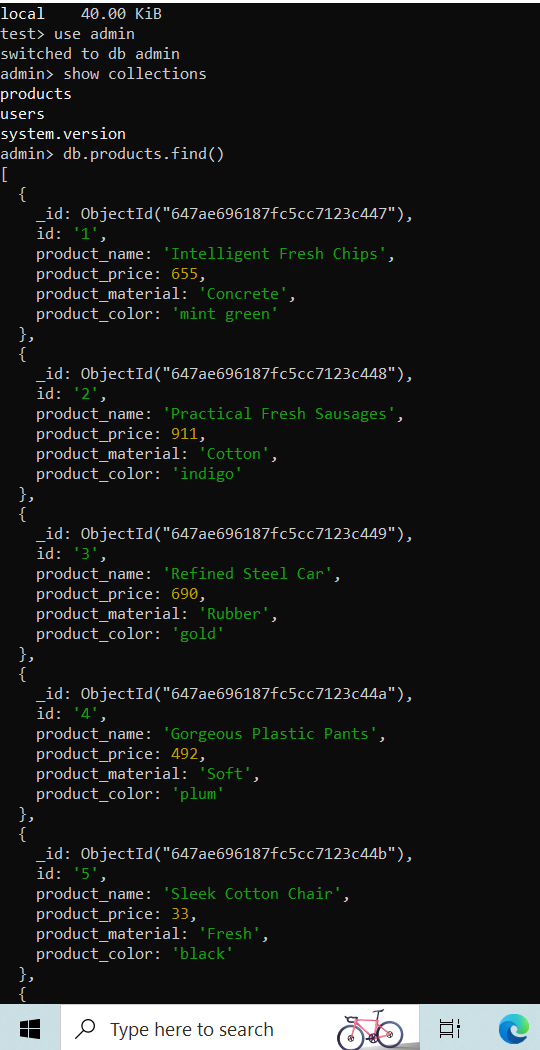 local    40.00 KiB
test> use admin
switched to db admin
admin> show collections
products
users
system.version
admin> db.products.find()
[
  {
    _id: ObjectId("647ae696187fc5cc7123c447"),
    id: '1',
    product_name: 'Intelligent Fresh Chips',
    product_price: 655,
    product_material: 'Concrete',
    product_color: 'mint green'
  },
  {
    _id: ObjectId("647ae696187fc5cc7123c448"),
    id: '2',
    product_name: 'Practical Fresh Sausages',
    product_price: 911,
    product_material: 'Cotton',
    product_color: 'indigo'
  },
  {
    _id: ObjectId("647ae696187fc5cc7123c449"),
    id: '3',
    product_name: 'Refined Steel Car',
    product_price: 690,
    product_material: 'Rubber',
    product_color: 'gold'
  },
  {
    _id: ObjectId("647ae696187fc5cc7123c44a"),
    id: '4',
    product_name: 'Gorgeous Plastic Pants',
    product_price: 492,
    product_material: 'Soft',
    product_color: 'plum'
  },
  {
    _id: ObjectId("647ae696187fc5cc7123c44b"),
    id: '5',
    product_name: 'Sleek Cotton Chair',
    product_price: 33,
    product_material: 'Fresh',
    product_color: 'black'
  },
  {
Type here to search